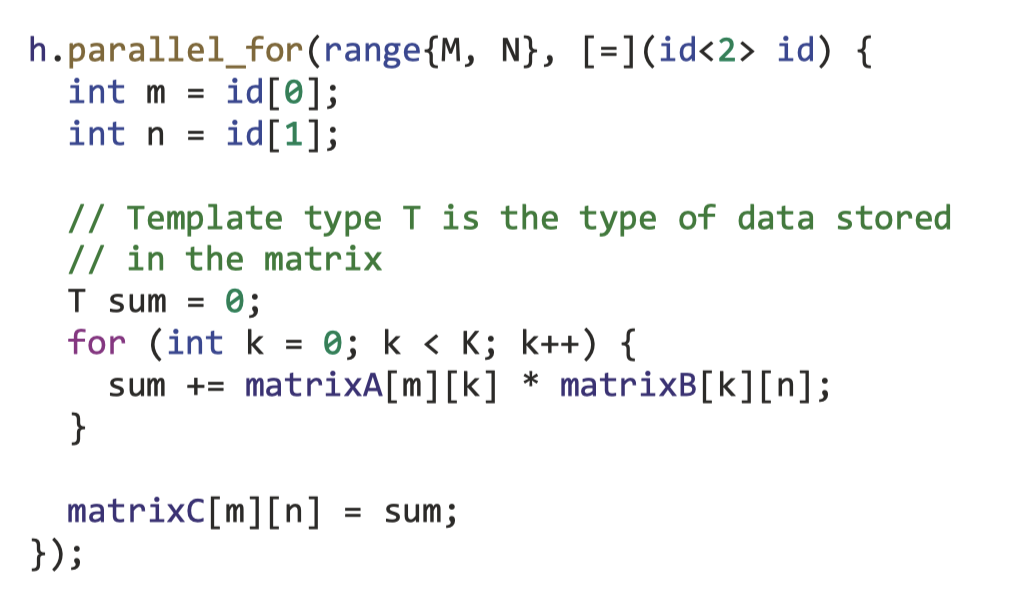 h.parallel_for(range{M, N}, [=](id<2> id) {
  int m = id[0];
  int n = id[1];

  // Template type T is the type of data stored
  // in the matrix
  T sum = 0;
  for (int k = 0; k < K; k++) {
    sum += matrixA[m][k] * matrixB[k][n];
  }

  matrixC[m][n] = sum;
});